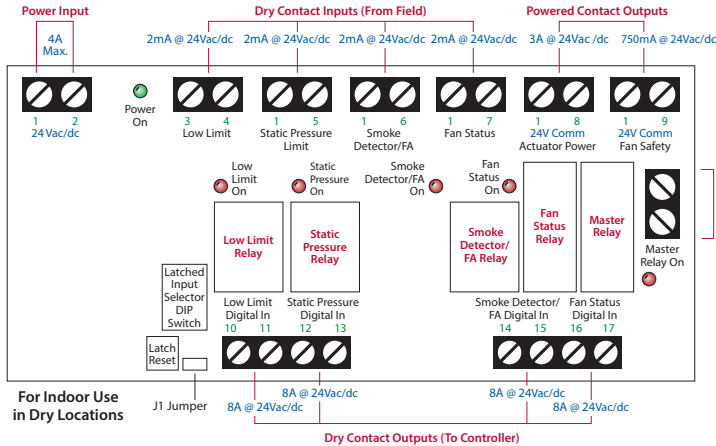 Power Input
Dry Contact Inputs (From Field)
Powered Contact Outputs
4A
Max.
2mA @ 24Vac/dc
2mA @ 24Vac/dc
2mA @ 24Vac/dc
2mA @ 24Vac/dc
3A @ 24Vac /dc
750mA @ 24Vac/dc
1 2
24 Vac/dc
Power
On
3 4
Low Limit
1 5
Static Pressure
Limit
1 6
Smoke
Detector/FA
1 7
Fan Status
1 8
24V Comm
Actuator Power
1 9
24V Comm
Fan Safety
Low
Limit
On
Static
Pressure
On
Smoke
Detector/FA
On
Fan
Status
On
Low Limit
Relay
Static
Pressure
Relay
Smoke
Detector/
FA Relay
Fan
Status
Relay
Master
Relay
Master
Relay On
Latched
Input
Selector
DIP
Switch
Low Limit
Digital In
10 11
Static Pressure
Digital In
12 13
Smoke Detector/
FA Digital In
14 15
Fan Status
Digital In
16 17
Latch
Reset
J1 Jumper
For Indoor Use
in Dry Locations
8A @ 24Vac/dc
8A @ 24Vac/dc
8A @ 24Vac/dc
8A @ 24Vac/dc
Dry Contact Outputs (To Controller)